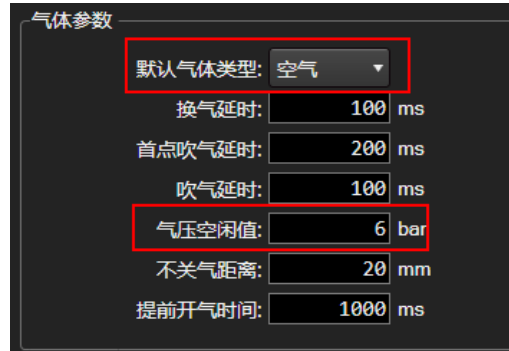 气体参数
默认气体类型: 空气
换气延时: 100 ms
首点吹气延时: 200 ms
吹气延时: 100 ms
气压空闲值: 6 bar
不关气距离: 20 mm
提前开气时间: 1000 ms